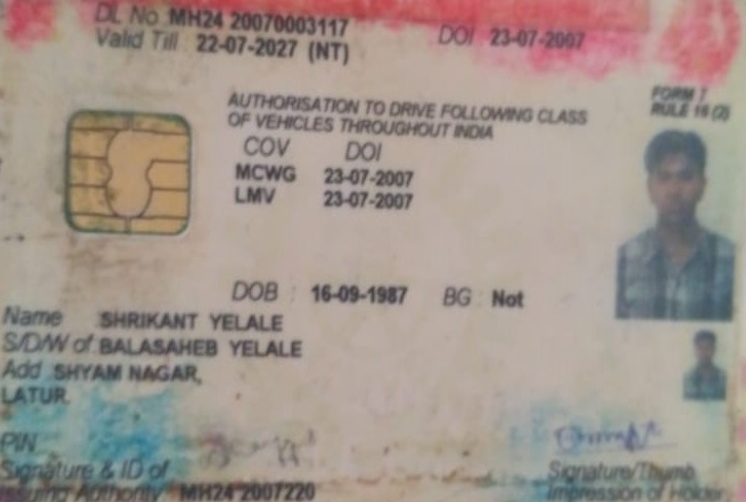 DL No MH24 20070003117 DOI : 23-07-2007
Valid Till : 22-07-2027 (NT)
FORM 7
RULE 16 (2)
AUTHORISATION TO DRIVE FOLLOWING CLASS
OF VEHICLES THROUGHOUT INDIA
COV DOI
MCWG 23-07-2007
LMV 23-07-2007
DOB : 16-09-1987 BG : Not
Name SHRIKANT YELALE
S/D/W of BALASAHEB YELALE
Add SHYAM NAGAR,
LATUR
PIN
Signature & ID of
Issuing Authority MH24 2007220
Signature/Thumb
Impression of Holder